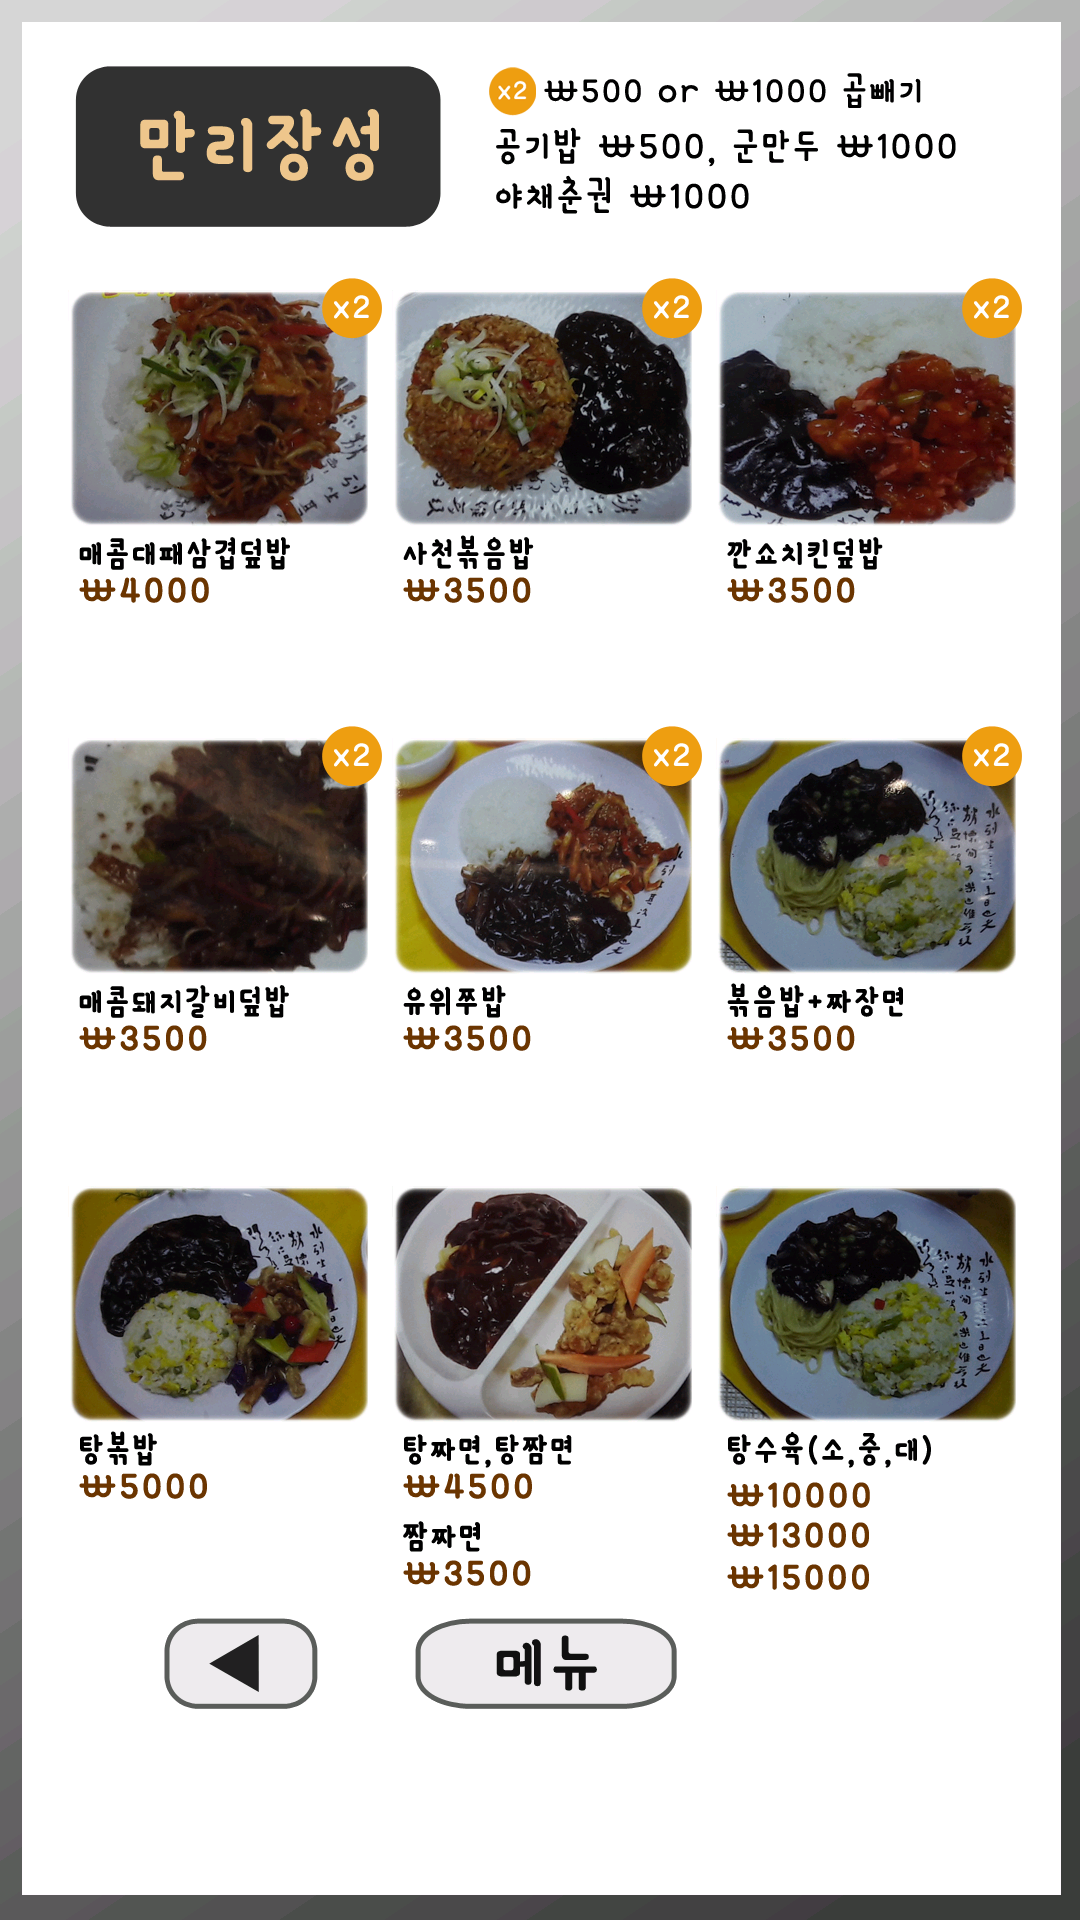 만리장성
x2 ₩500 or ₩1000 곱빼기
공기밥 ₩500, 군만두 ₩1000
야채춘권 ₩1000
x2
x2
x2
매콤대패삼겹덮밥
₩4000
사천볶음밥
₩3500
깐쇼치킨덮밥
₩3500
x2
x2
x2
매콤돼지갈비덮밥
₩3500
유위쭈밥
₩3500
볶음밥+짜장면
₩3500
탕볶밥
₩5000
탕짜면,탕짬면
₩4500
짬짜면
₩3500
탕수육(소,중,대)
₩10000
₩13000
₩15000
메뉴